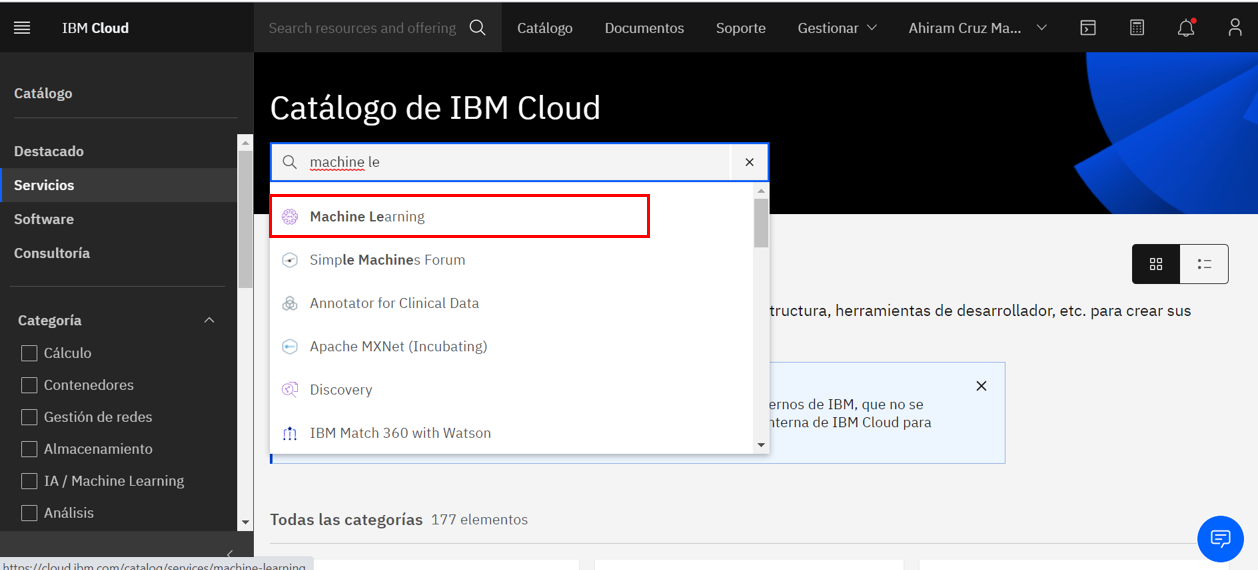 IBM Cloud
Search resources and offering
Catálogo
Documentos
Soporte
Gestionar
Ahiram Cruz Ma...
Catálogo
Destacado
Servicios
Software
Consultoría
Categoría
Cálculo
Contenedores
Gestión de redes
Almacenamiento
IA / Machine Learning
Análisis
https://cloud.ibm.com/catalog/services/machine-learning
Catálogo de IBM Cloud
machine le
Machine Learning
Simple Machines Forum
Annotator for Clinical Data
Apache MXNet (Incubating)
Discovery
IBM Match 360 with Watson
tructura, herramientas de desarrollador, etc. para crear sus
ernos de IBM, que no se
nterna de IBM Cloud para
Todas las categorías 177 elementos